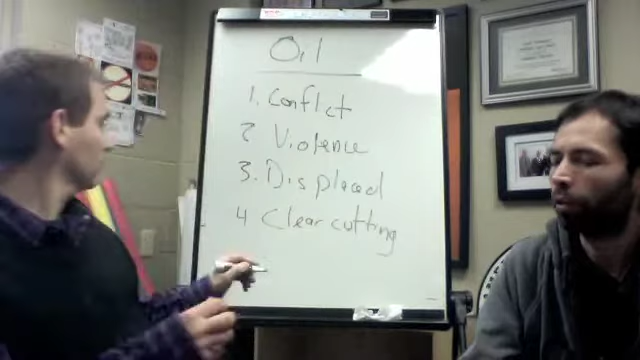 Oil
1. Conflict
2 Violence
3. Displaced
4 Clear cutting